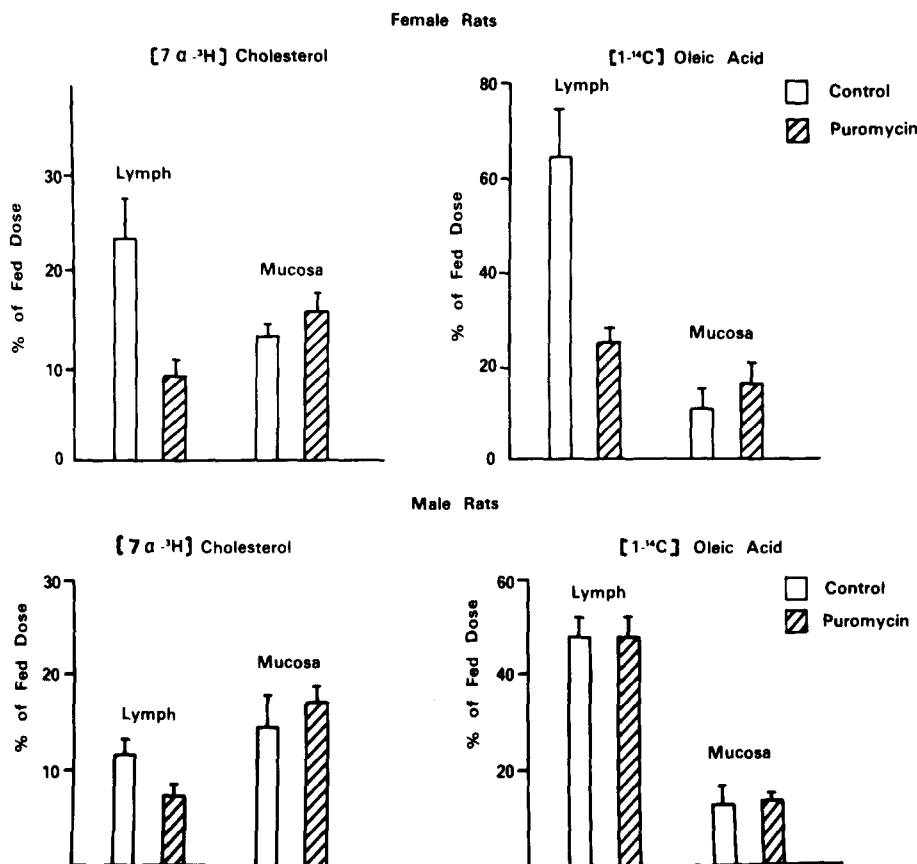 Female Rats
[7 α-³H] Cholesterol
[1-¹⁴C] Oleic Acid
% of Fed Dose
30
20
10
0
Lymph
Mucosa
% of Fed Dose
80
60
40
20
0
Lymph
Mucosa
Control
Puromycin
Male Rats
[7 α-³H] Cholesterol
[1-¹⁴C] Oleic Acid
% of Fed Dose
30
20
10
Lymph
Mucosa
% of Fed Dose
60
40
20
Lymph
Mucosa
Control
Puromycin